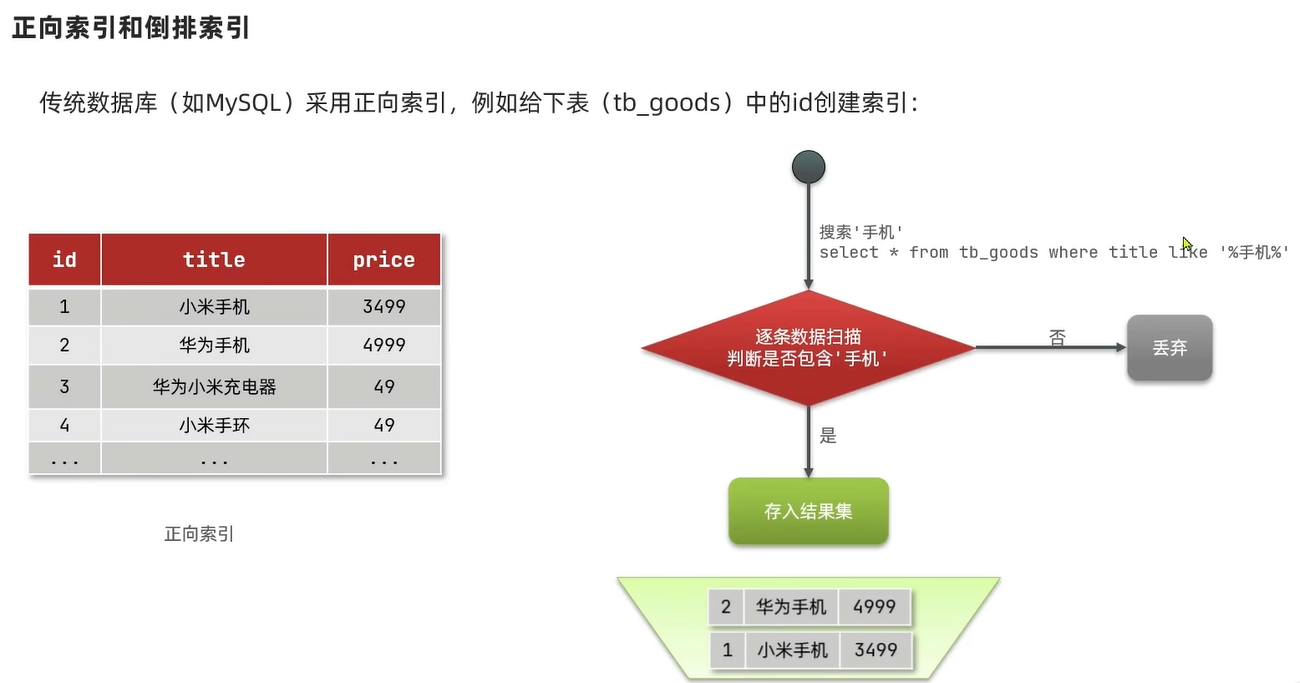 正向索引和倒排索引
传统数据库（如MySQL）采用正向索引，例如给下表（tb_goods）中的id创建索引：
id title price
1 小米手机 3499
2 华为手机 4999
3 华为小米充电器 49
4 小米手环 49
... ... ...
正向索引
搜索'手机'
select * from tb_goods where title like '%手机%'
逐条数据扫描
判断是否包含'手机'
否
丢弃
是
存入结果集
2 华为手机 4999
1 小米手机 3499